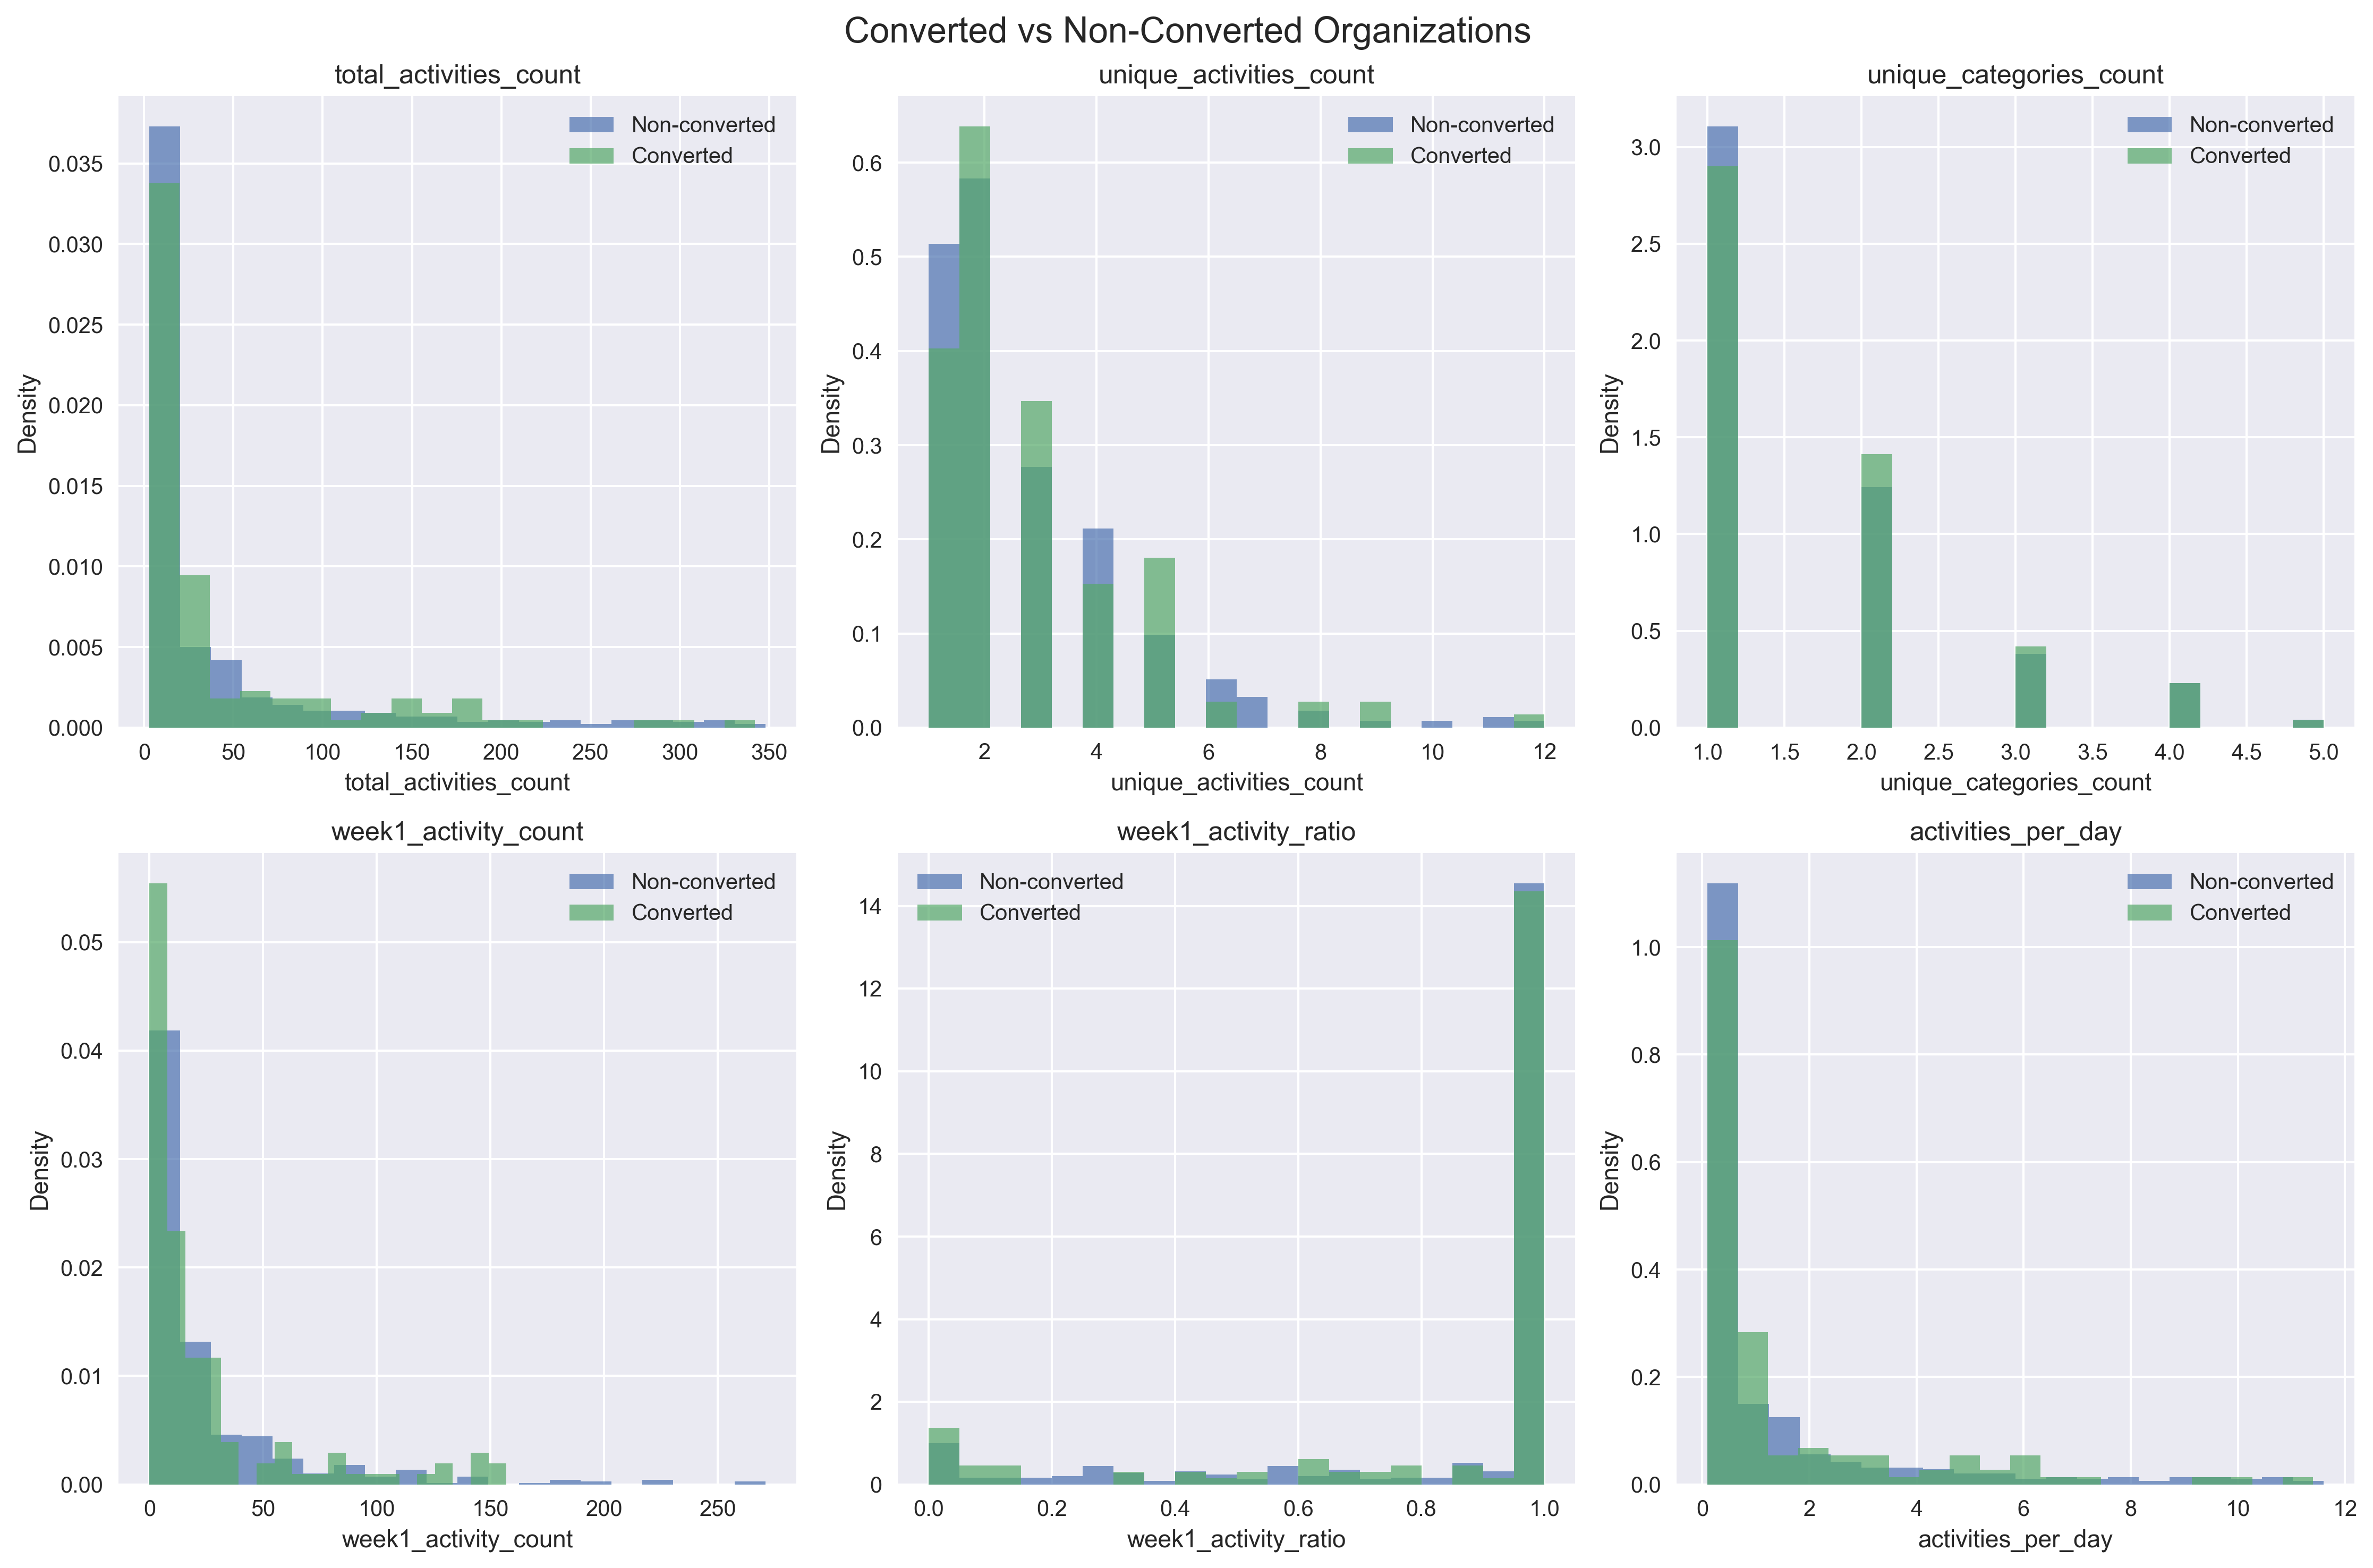 Converted vs Non-Converted Organizations
total_activities_count
Non-converted
Converted
0.035
0.030
0.025
0.020
0.015
0.010
0.005
0.000
Density
0 50 100 150 200 250 300 350
total_activities_count
unique_activities_count
Non-converted
Converted
0.6
0.5
0.4
0.3
0.2
0.1
0.0
Density
2 4 6 8 10 12
unique_activities_count
unique_categories_count
Non-converted
Converted
3.0
2.5
2.0
1.5
1.0
0.5
0.0
Density
1.0 1.5 2.0 2.5 3.0 3.5 4.0 4.5 5.0
unique_categories_count
week1_activity_count
Non-converted
Converted
0.05
0.04
0.03
0.02
0.01
0.00
Density
0 50 100 150 200 250
week1_activity_count
week1_activity_ratio
Non-converted
Converted
14
12
10
8
6
4
2
0
Density
0.0 0.2 0.4 0.6 0.8 1.0
week1_activity_ratio
activities_per_day
Non-converted
Converted
1.0
0.8
0.6
0.4
0.2
0.0
Density
0 2 4 6 8 10 12
activities_per_day